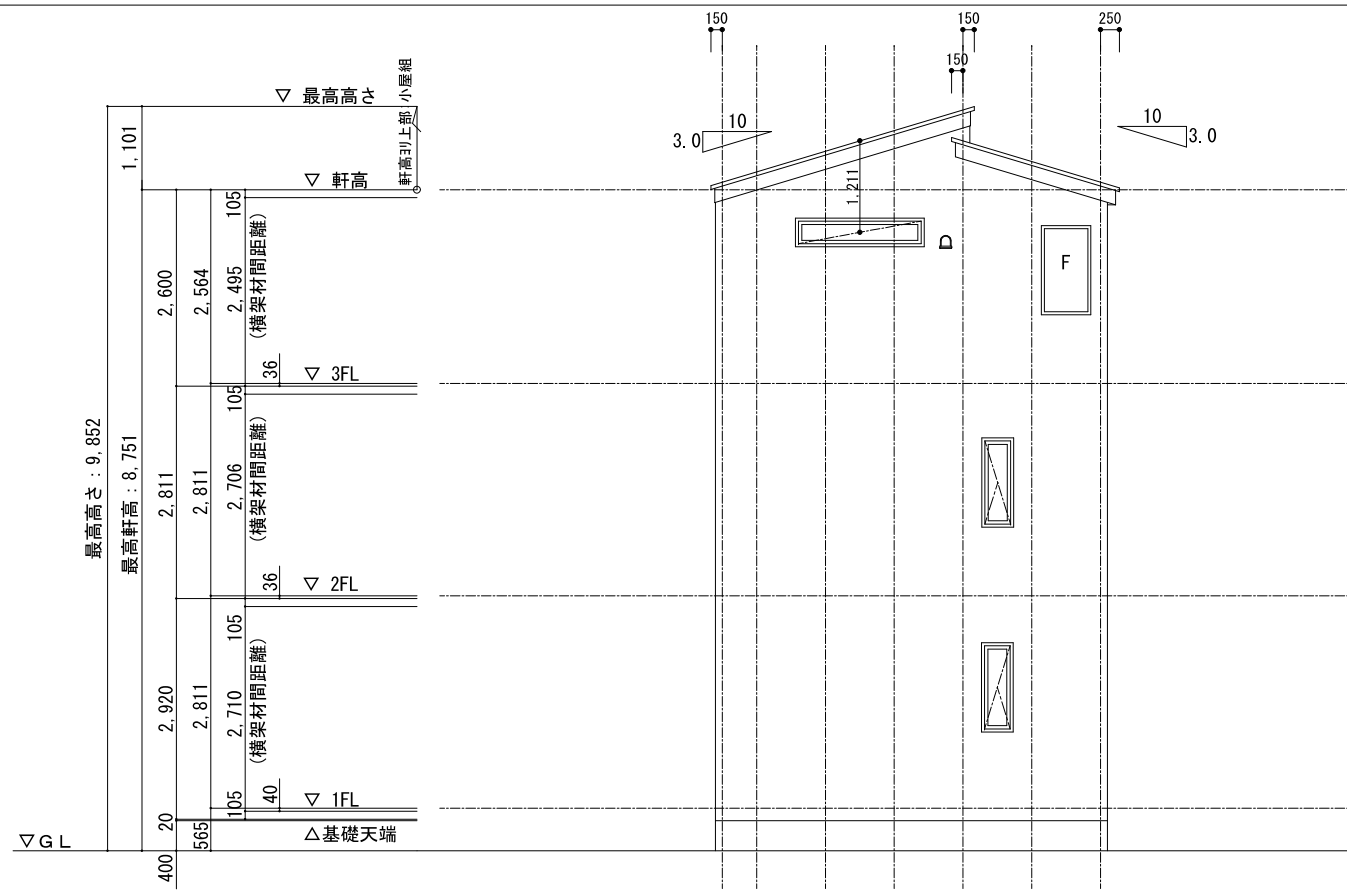 150
150
250
150
▽ 最高高さ
軒高ﾖﾘ上部:小屋組
10
3.0
10
3.0
1,101
▽ 軒高
105
1,211
2,600
2,564
2,495
(横架材間距離)
F
36
▽ 3FL
105
最高高さ:9,852
最高軒高:8,751
2,811
2,811
2,706
(横架材間距離)
36
▽ 2FL
105
2,920
2,811
2,710
(横架材間距離)
40
▽ 1FL
105
20
565
△基礎天端
▽GL
400